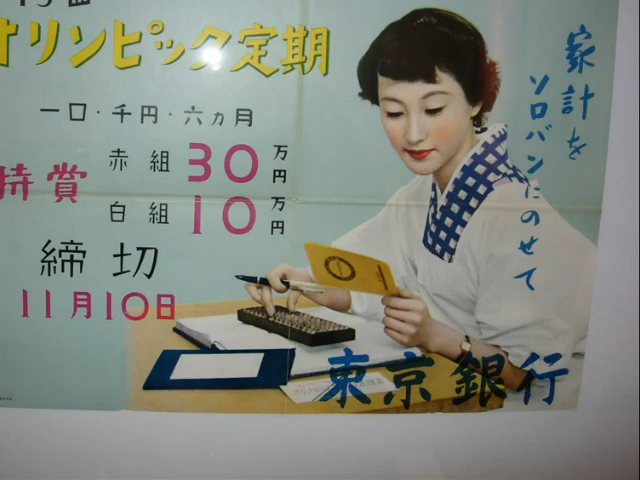 オリンピック定期
一口・千円・六ヵ月
特賞
赤組 30万円
白組 10万円
締切
11月10日
家計を
ソロバンにのせて
東京銀行